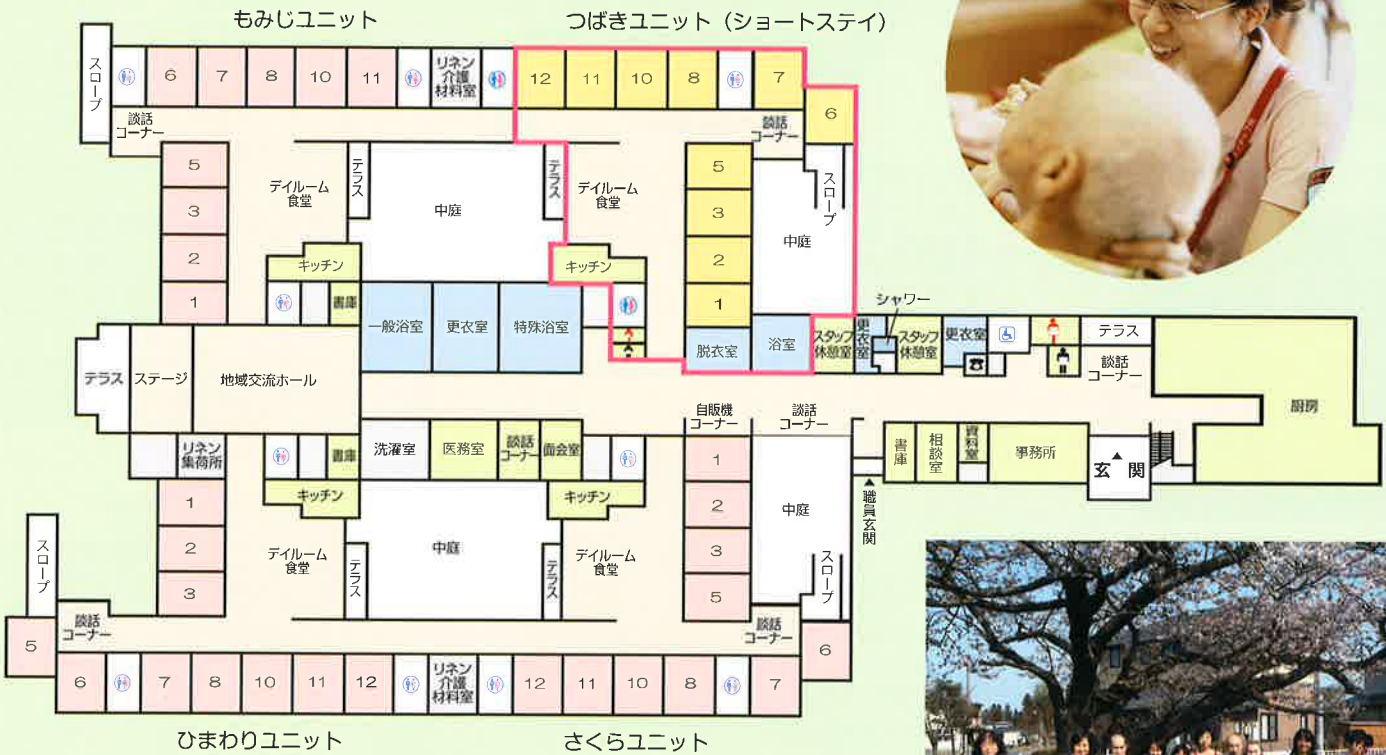 もみじユニット
つばきユニット（ショートステイ）
スロープ
6
7
8
10
11
リネン
介護
材料室
12
11
10
8
7
6
談話
コーナー
談話
コーナー
5
3
2
1
デイルーム
食堂
テラス
中庭
テラス
デイルーム
食堂
5
3
2
1
スロープ
中庭
キッチン
キッチン
書庫
一般浴室
更衣室
特殊浴室
脱衣室
浴室
シャワー
スタッフ
休憩室
更衣室
スタッフ
休憩室
更衣室
テラス
談話
コーナー
厨房
テラス
ステージ
地域交流ホール
自販機
コーナー
談話
コーナー
リネン
集荷所
書庫
洗濯室
医務室
談話
コーナー
面会室
書庫
相談室
資料室
事務所
玄関
職員玄関
キッチン
キッチン
1
2
3
デイルーム
食堂
テラス
中庭
テラス
デイルーム
食堂
1
2
3
5
中庭
スロープ
スロープ
談話
コーナー
談話
コーナー
5
6
7
8
10
11
12
リネン
介護
材料室
12
11
10
8
7
6
ひまわりユニット
さくらユニット